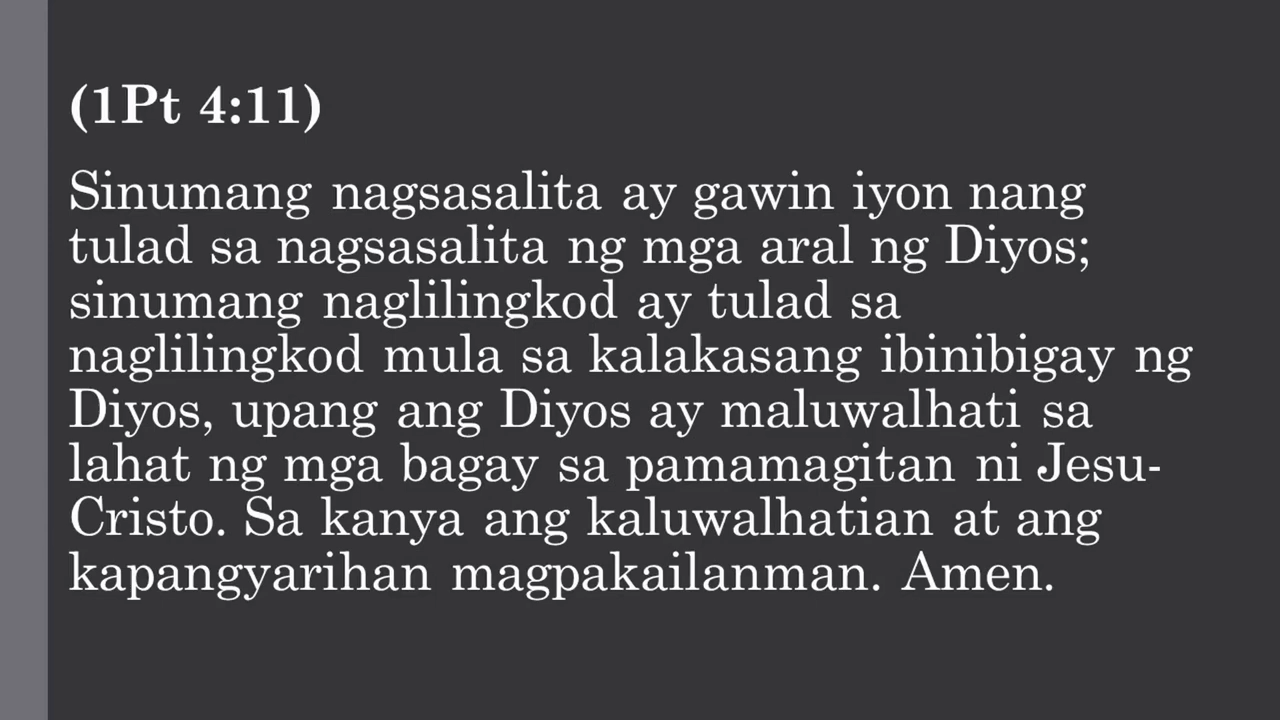 (1Pt 4:11)
Sinumang nagsasalita ay gawin iyon nang
tulad sa nagsasalita ng mga aral ng Diyos;
sinumang naglilingkod ay tulad sa
naglilingkod mula sa kalakasang ibinibigay ng
Diyos, upang ang Diyos ay maluwalhati sa
lahat ng mga bagay sa pamamagitan ni Jesu-
Cristo. Sa kanya ang kaluwalhatian at ang
kapangyarihan magpakailanman. Amen.